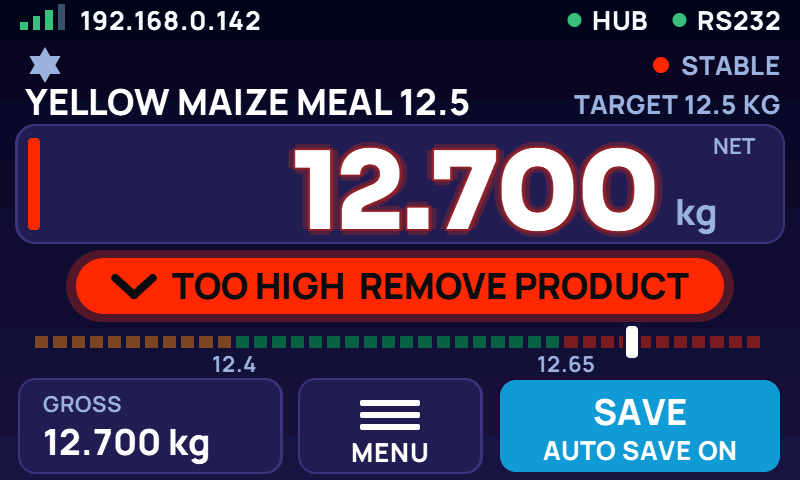 192.168.0.142 HUB RS232
STABLE
YELLOW MAIZE MEAL 12.5 TARGET 12.5 KG
NET
12.700 kg
TOO HIGH REMOVE PRODUCT
12.4 12.65
GROSS
12.700 kg
MENU
SAVE
AUTO SAVE ON